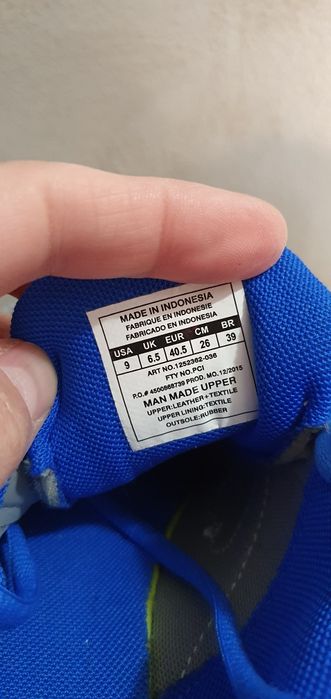 MADE IN INDONESIA
FABRIQUE EN INDONESIE
FABRICADO EN INDONESIA
USA UK EUR CM BR
9 6.5 40.5 26 39
ART NO.1252362-036
FTY NO.PCI
P.O.# 4500868739 PROD. MO.12/2015
MAN MADE UPPER
UPPER:LEATHER+TEXTILE
UPPER LINING:TEXTILE
OUTSOLE:RUBBER